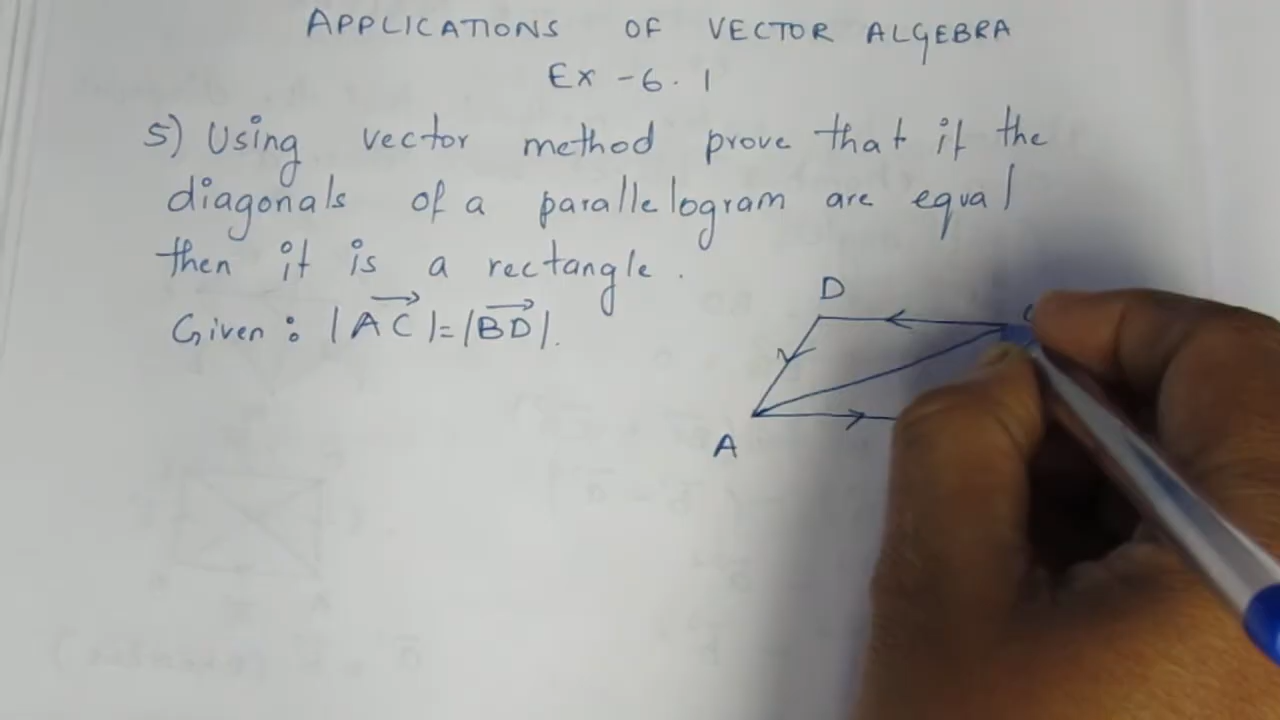 APPLICATIONS OF VECTOR ALGEBRA
Ex - 6.1
5) Using vector method prove that if the
diagonals of a parallelogram are equal
then it is a rectangle.
Given : |AC→|=|BD→|.
D
A